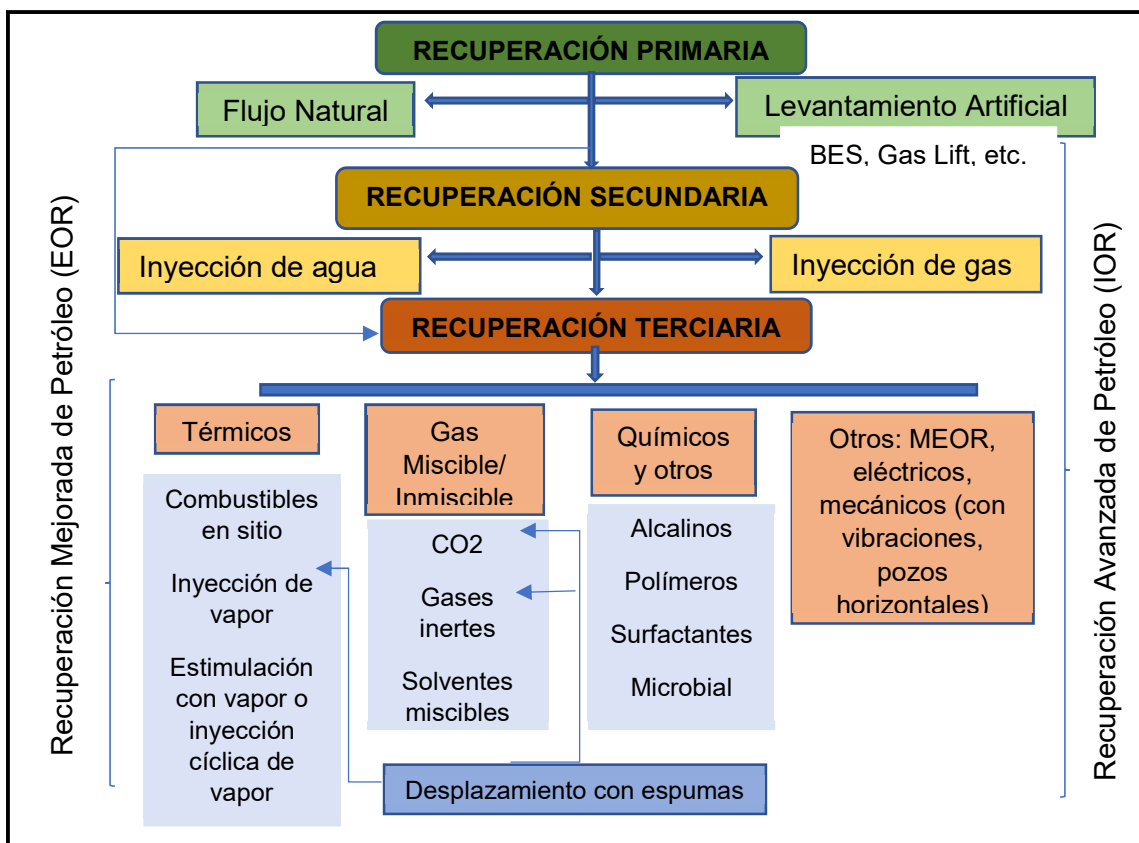 RECUPERACIÓN PRIMARIA
Flujo Natural
Levantamiento Artificial
BES, Gas Lift, etc.
RECUPERACIÓN SECUNDARIA
Inyección de agua
Inyección de gas
RECUPERACIÓN TERCIARIA
Térmicos
Combustibles
en sitio
Inyección de
vapor
Estimulación
con vapor o
inyección
cíclica de
vapor
Gas
Miscible/
Inmiscible
CO2
Gases
inertes
Solventes
miscibles
Químicos
y otros
Alcalinos
Polímeros
Surfactantes
Microbial
Otros: MEOR,
eléctricos,
mecánicos (con
vibraciones,
pozos
horizontales)
Desplazamiento con espumas
Recuperación Mejorada de Petróleo (EOR)
Recuperación Avanzada de Petróleo (IOR)